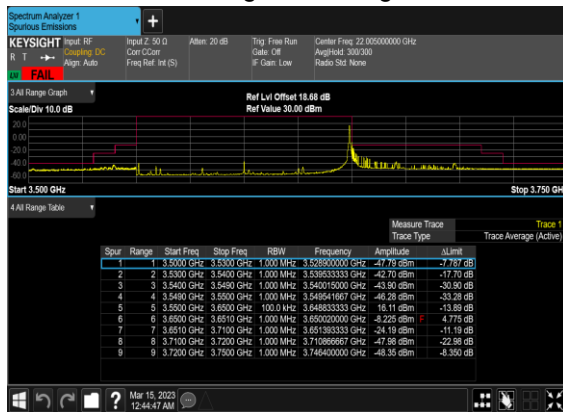 Spectrum Analyzer 1
Spurious Emissions
KEYSIGHT Input: RF Input Z: 50 Ω Atten: 20 dB Trig: Free Run Center Freq: 22.005000000 GHz
R T Coupling: DC Corr CCorr Gate: Off Avg|Hold: 300/300
Align: Auto Freq Ref: Int (S) IF Gain: Low Radio Std: None
FAIL
3 All Range Graph
Ref Lvl Offset 18.68 dB
Scale/Div 10.0 dB Ref Value 30.00 dBm
20.0
0.00
-20.0
-40.0
-60.0
Start 3.500 GHz Stop 3.750 GH
4 All Range Table
Measure Trace Trace 1
Trace Type Trace Average (Active)
Spur Range Start Freq Stop Freq RBW Frequency Amplitude ΔLimit
1 1 3.5000 GHz 3.5300 GHz 1.000 MHz 3.528900000 GHz -47.79 dBm -7.787 dB
2 2 3.5300 GHz 3.5400 GHz 1.000 MHz 3.539533333 GHz -42.70 dBm -17.70 dB
3 3 3.5400 GHz 3.5490 GHz 1.000 MHz 3.540015000 GHz -43.90 dBm -30.90 dB
4 4 3.5490 GHz 3.5500 GHz 1.000 MHz 3.549541667 GHz -46.28 dBm -33.28 dB
5 5 3.5500 GHz 3.6500 GHz 100.0 kHz 3.648833333 GHz 16.11 dBm -13.89 dB
6 6 3.6500 GHz 3.6510 GHz 1.000 MHz 3.650020000 GHz -8.225 dBm F 4.775 dB
7 7 3.6510 GHz 3.7100 GHz 1.000 MHz 3.651393333 GHz -24.19 dBm -11.19 dB
8 8 3.7100 GHz 3.7200 GHz 1.000 MHz 3.710866667 GHz -47.98 dBm -22.98 dB
9 9 3.7200 GHz 3.7500 GHz 1.000 MHz 3.746400000 GHz -48.35 dBm -8.350 dB
Mar 15, 2023
12:44:47 AM